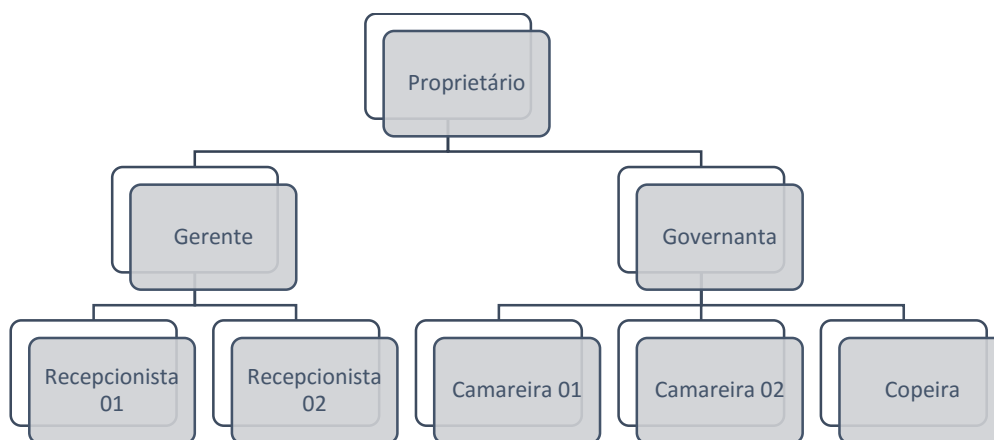 Proprietário
Gerente
Governanta
Recepcionista
01
Recepcionista
02
Camareira 01
Camareira 02
Copeira